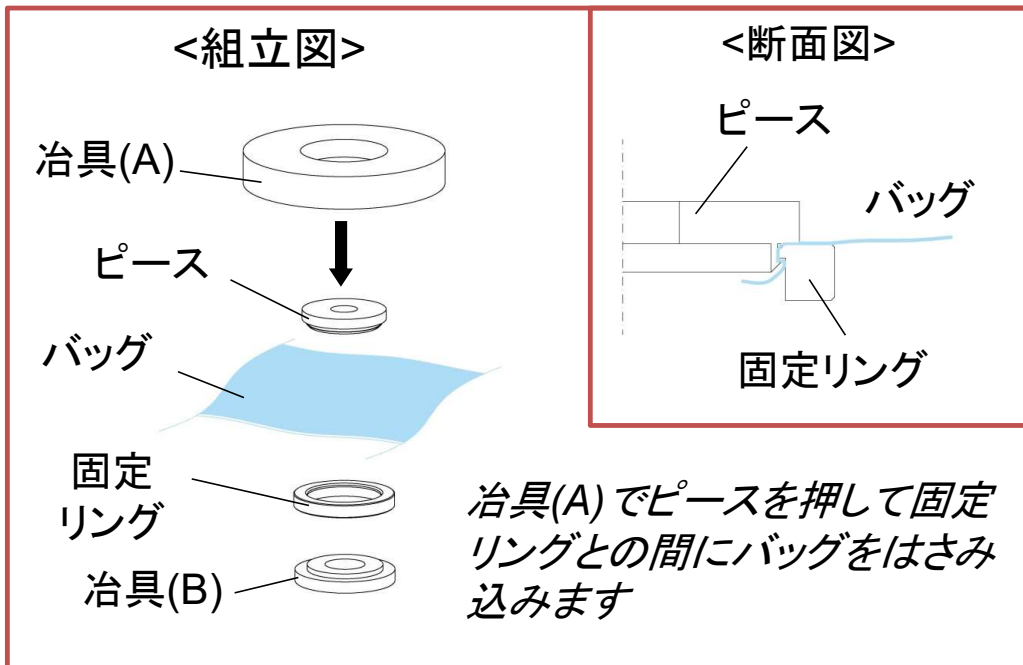 <組立図>
冶具(A)
ピース
バッグ
固定
リング
冶具(B)
<断面図>
ピース
バッグ
固定リング
冶具(A)でピースを押して固定
リングとの間にバッグをはさみ
込みます